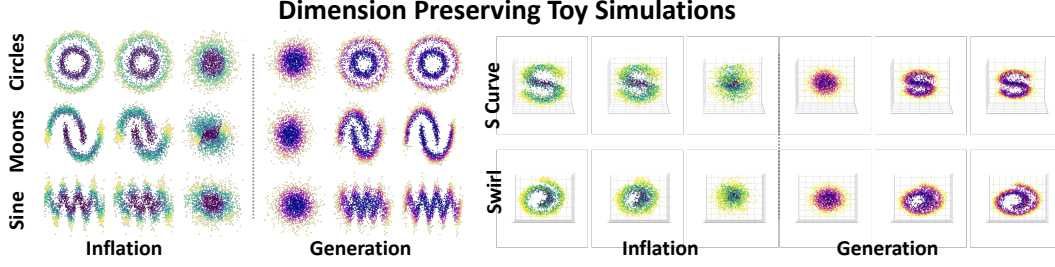 Dimension Preserving Toy Simulations
Circles
Moons
Sine
Inflation
Generation
S Curve
Swirl
Inflation
Generation